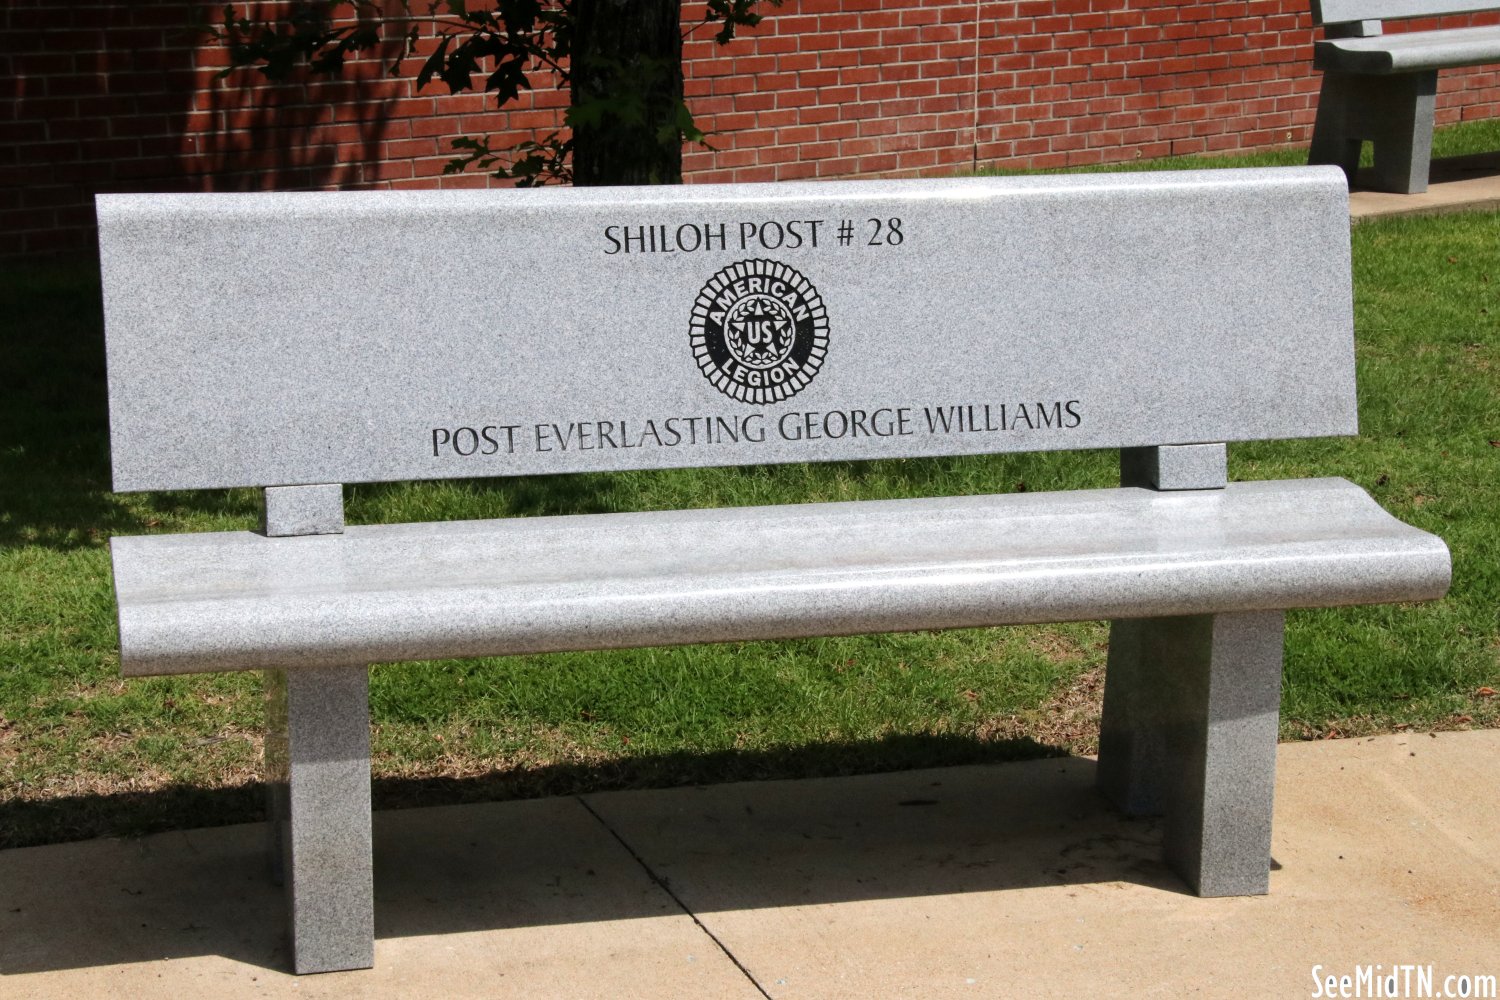 SHILOH POST # 28
AMERICAN
US
LEGION
POST EVERLASTING GEORGE WILLIAMS
SeeMidTN.com